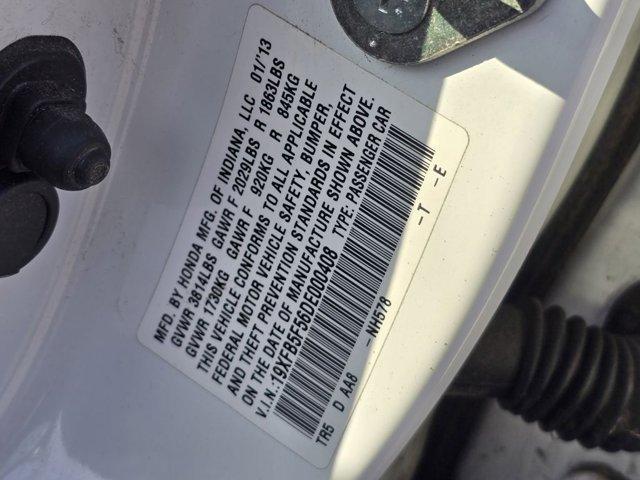 MFD. BY HONDA MFG. OF INDIANA, LLC 01/'13
GVWR 3814LBS GAWR F 2029LBS R 1863LBS
GVWR 1730KG GAWR F 920KG R 845KG
THIS VEHICLE CONFORMS TO ALL APPLICABLE
FEDERAL MOTOR VEHICLE SAFETY, BUMPER,
AND THEFT PREVENTION STANDARDS IN EFFECT
ON THE DATE OF MANUFACTURE SHOWN ABOVE.
V.I.N.:19XFB5F56DE000408 TYPE: PASSENGER CAR
TR5 D AA8 -NH578 -T -E